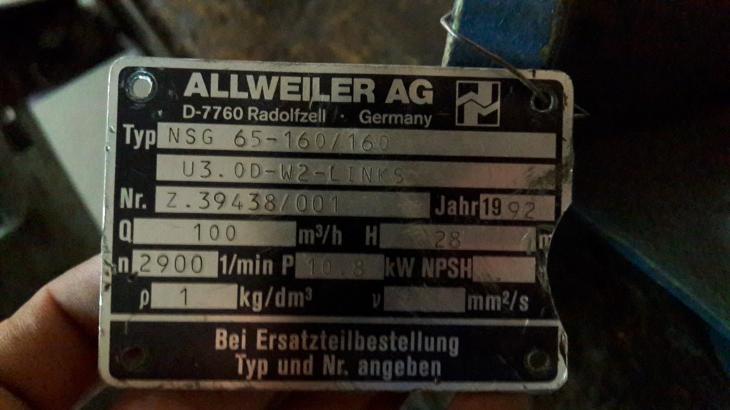 ALLWEILER AG
D-7760 Radolfzell · Germany
Typ NSG 65-160/160
U3.0D-W2-LINKS
Nr. Z.39438/001 Jahr 1992
Q 100 m³/h H 28 m
n 2900 1/min P 10.8 kW NPSH
ρ 1 kg/dm³ ν mm²/s
Bei Ersatzteilbestellung
Typ und Nr. angeben